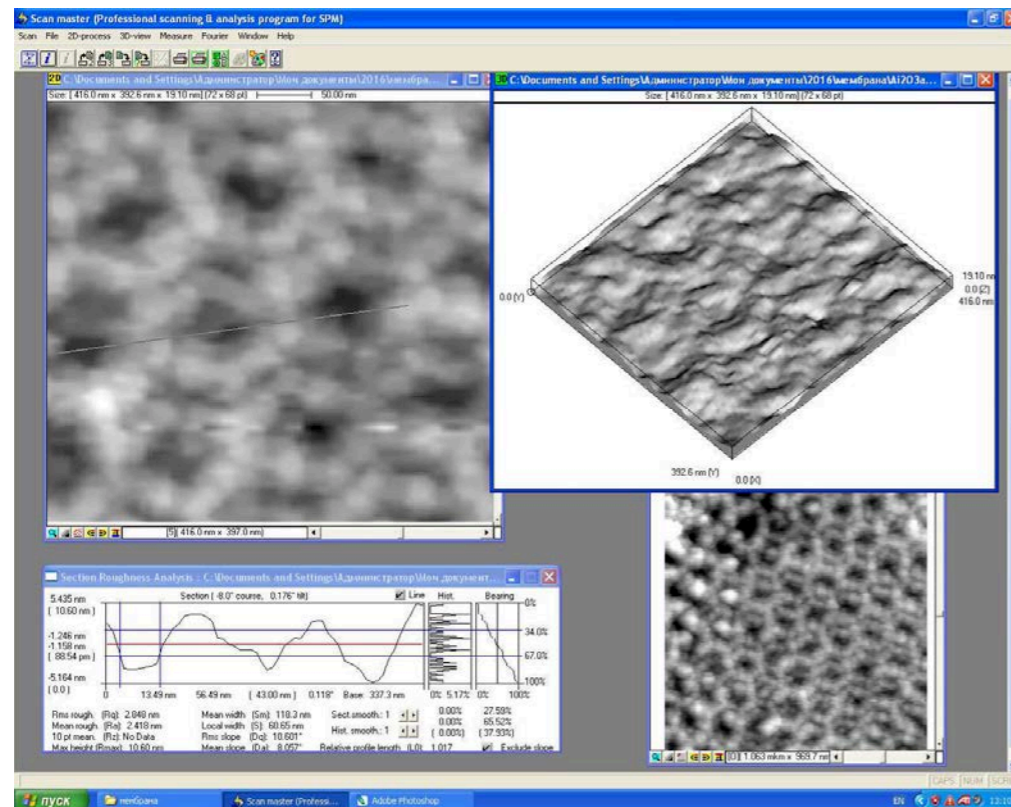 Scan master (Professional scanning & analysis program for SPM)
Scan File 2D-process 3D-view Measure Fourier Window Help
2D C:\Documents and Settings\Администратор\Мои документы\2016\мембра...
Size: [ 416.0 nm x 392.6 nm x 19.10 nm] (72 x 68 pt) 50.00 nm
3D C:\Documents and Settings\Администратор\Мои документы\2016\мембрана\Al2O3а...
Size: [ 416.0 nm x 392.6 nm x 19.10 nm] (72 x 68 pt)
0.0 [Y]
19.10 nm
0.0 [Z]
416.0 nm
392.6 nm [Y]
0.0 [X]
[5]( 416.0 nm x 397.0 nm)
[0]( 1.063 mkm x 969.7 nm)
Section Roughness Analysis : C:\Documents and Settings\Администратор\Мои документ...
Section ( -8.0° course, 0.176° tilt) Line Hist. Bearing
5.435 nm
( 10.60 nm )
-1.246 nm
-1.158 nm
( 88.54 pm )
-5.164 nm
( 0.0 )
0%
34.0%
67.0%
100%
0 13.49 nm 56.49 nm ( 43.00 nm ) 0.118° Base: 337.3 nm 0% 5.17% 0% 100%
Rms rough. (Rq): 2.848 nm Mean width (Sm): 118.3 nm Sect.smooth.: 1 0.00% 27.59%
Mean rough. (Ra): 2.418 nm Local width (S): 60.65 nm 0.00% 65.52%
10 pt mean. (Rz): No Data Rms slope (Dq): 10.601° Hist. smooth.: 1 ( 0.00%) ( 37.93%)
Max height (Rmax): 10.60 nm Mean slope (Da): 8.057° Relative profile length (L0): 1.017 Exclude slope
CAPS NUM SCR
пуск мембрана Scan master (Professi... Adobe Photoshop EN